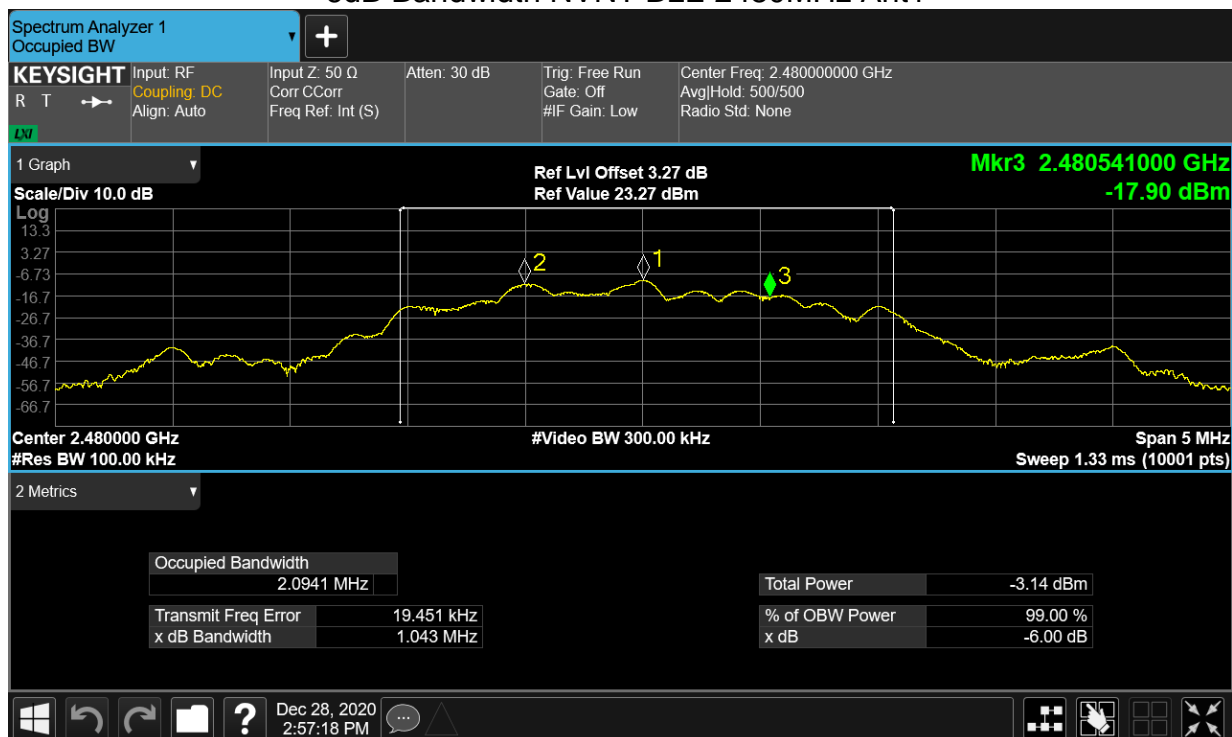 Spectrum Analyzer 1
Occupied BW
+
KEYSIGHT
R T
LXI
Input: RF
Coupling: DC
Align: Auto
Input Z: 50 Ω
Corr CCorr
Freq Ref: Int (S)
Atten: 30 dB
Trig: Free Run
Gate: Off
#IF Gain: Low
Center Freq: 2.480000000 GHz
Avg|Hold: 500/500
Radio Std: None
1 Graph
Scale/Div 10.0 dB
Ref Lvl Offset 3.27 dB
Ref Value 23.27 dBm
Mkr3 2.480541000 GHz
-17.90 dBm
Log
13.3
3.27
-6.73
-16.7
-26.7
-36.7
-46.7
-56.7
-66.7
2
1
3
Center 2.480000 GHz
#Video BW 300.00 kHz
Span 5 MHz
#Res BW 100.00 kHz
Sweep 1.33 ms (10001 pts)
2 Metrics
Occupied Bandwidth
2.0941 MHz
Total Power -3.14 dBm
Transmit Freq Error 19.451 kHz
% of OBW Power 99.00 %
x dB Bandwidth 1.043 MHz
x dB -6.00 dB
?
Dec 28, 2020
2:57:18 PM